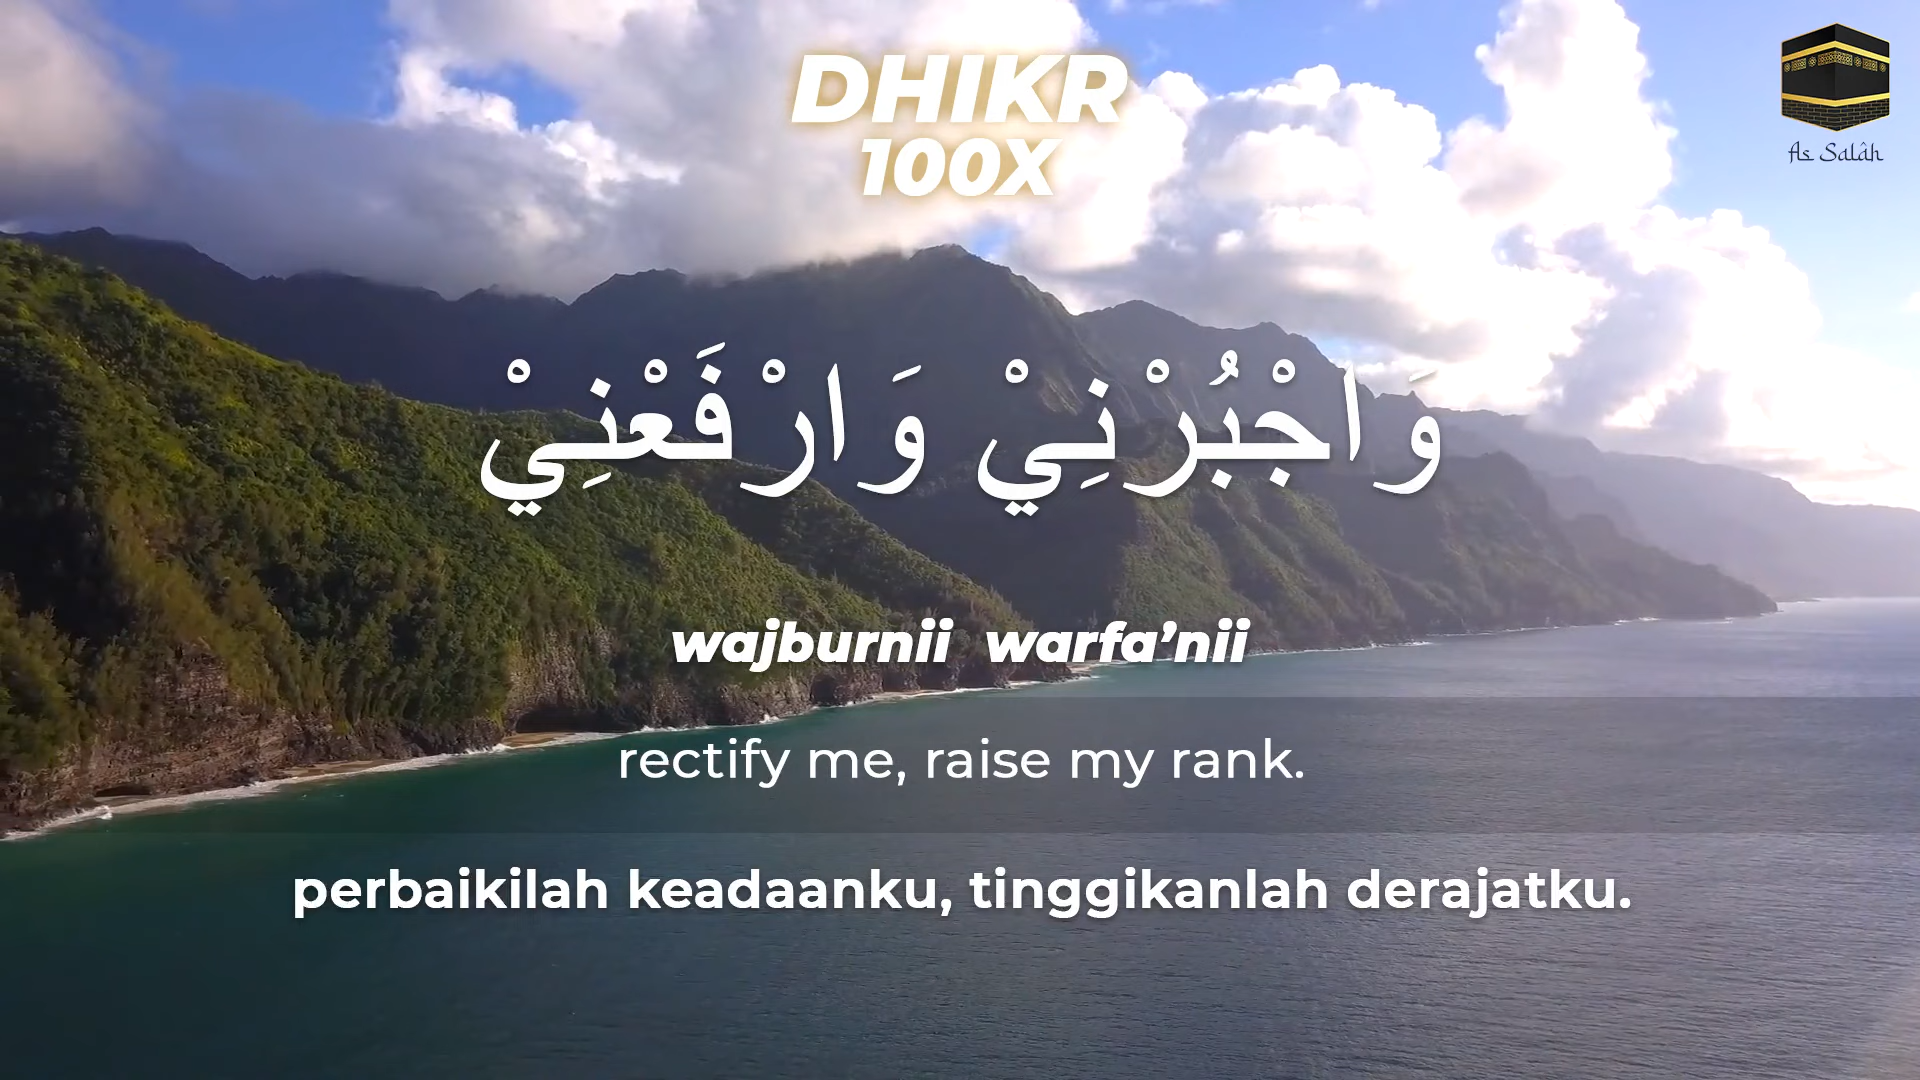 DHIKR
100X
As Salâh
وَاجْبُرْنِيْ وَارْفَعْنِيْ
wajburnii warfa’nii
rectify me, raise my rank.
perbaikilah keadaanku, tinggikanlah derajatku.